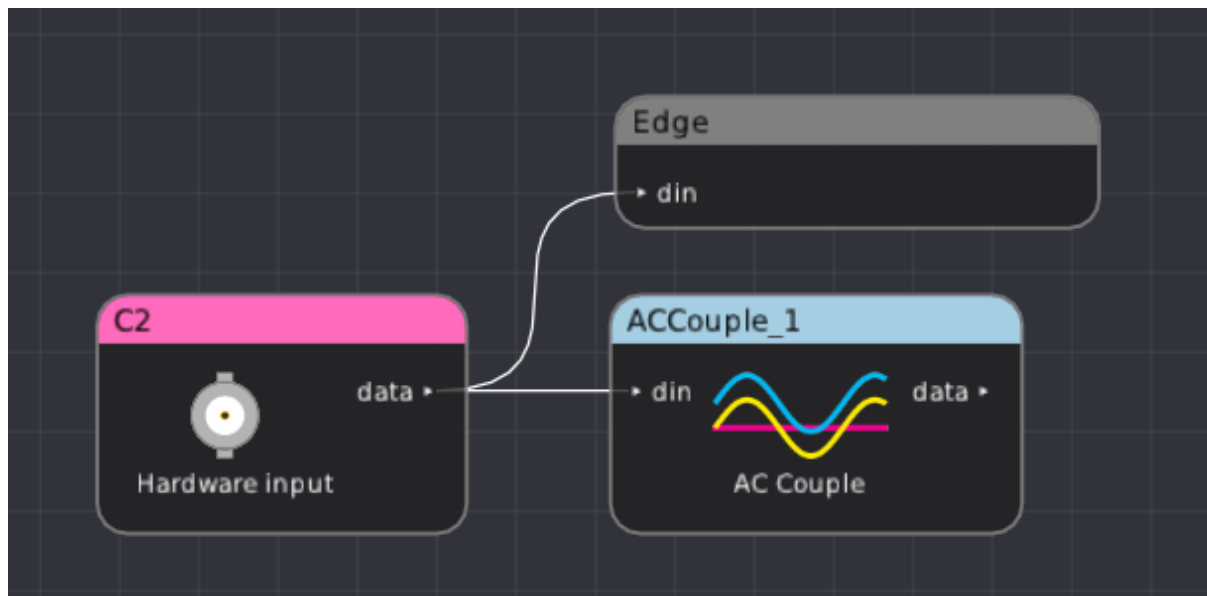 Edge
din
C2
data
Hardware input
ACCouple_1
din
data
AC Couple